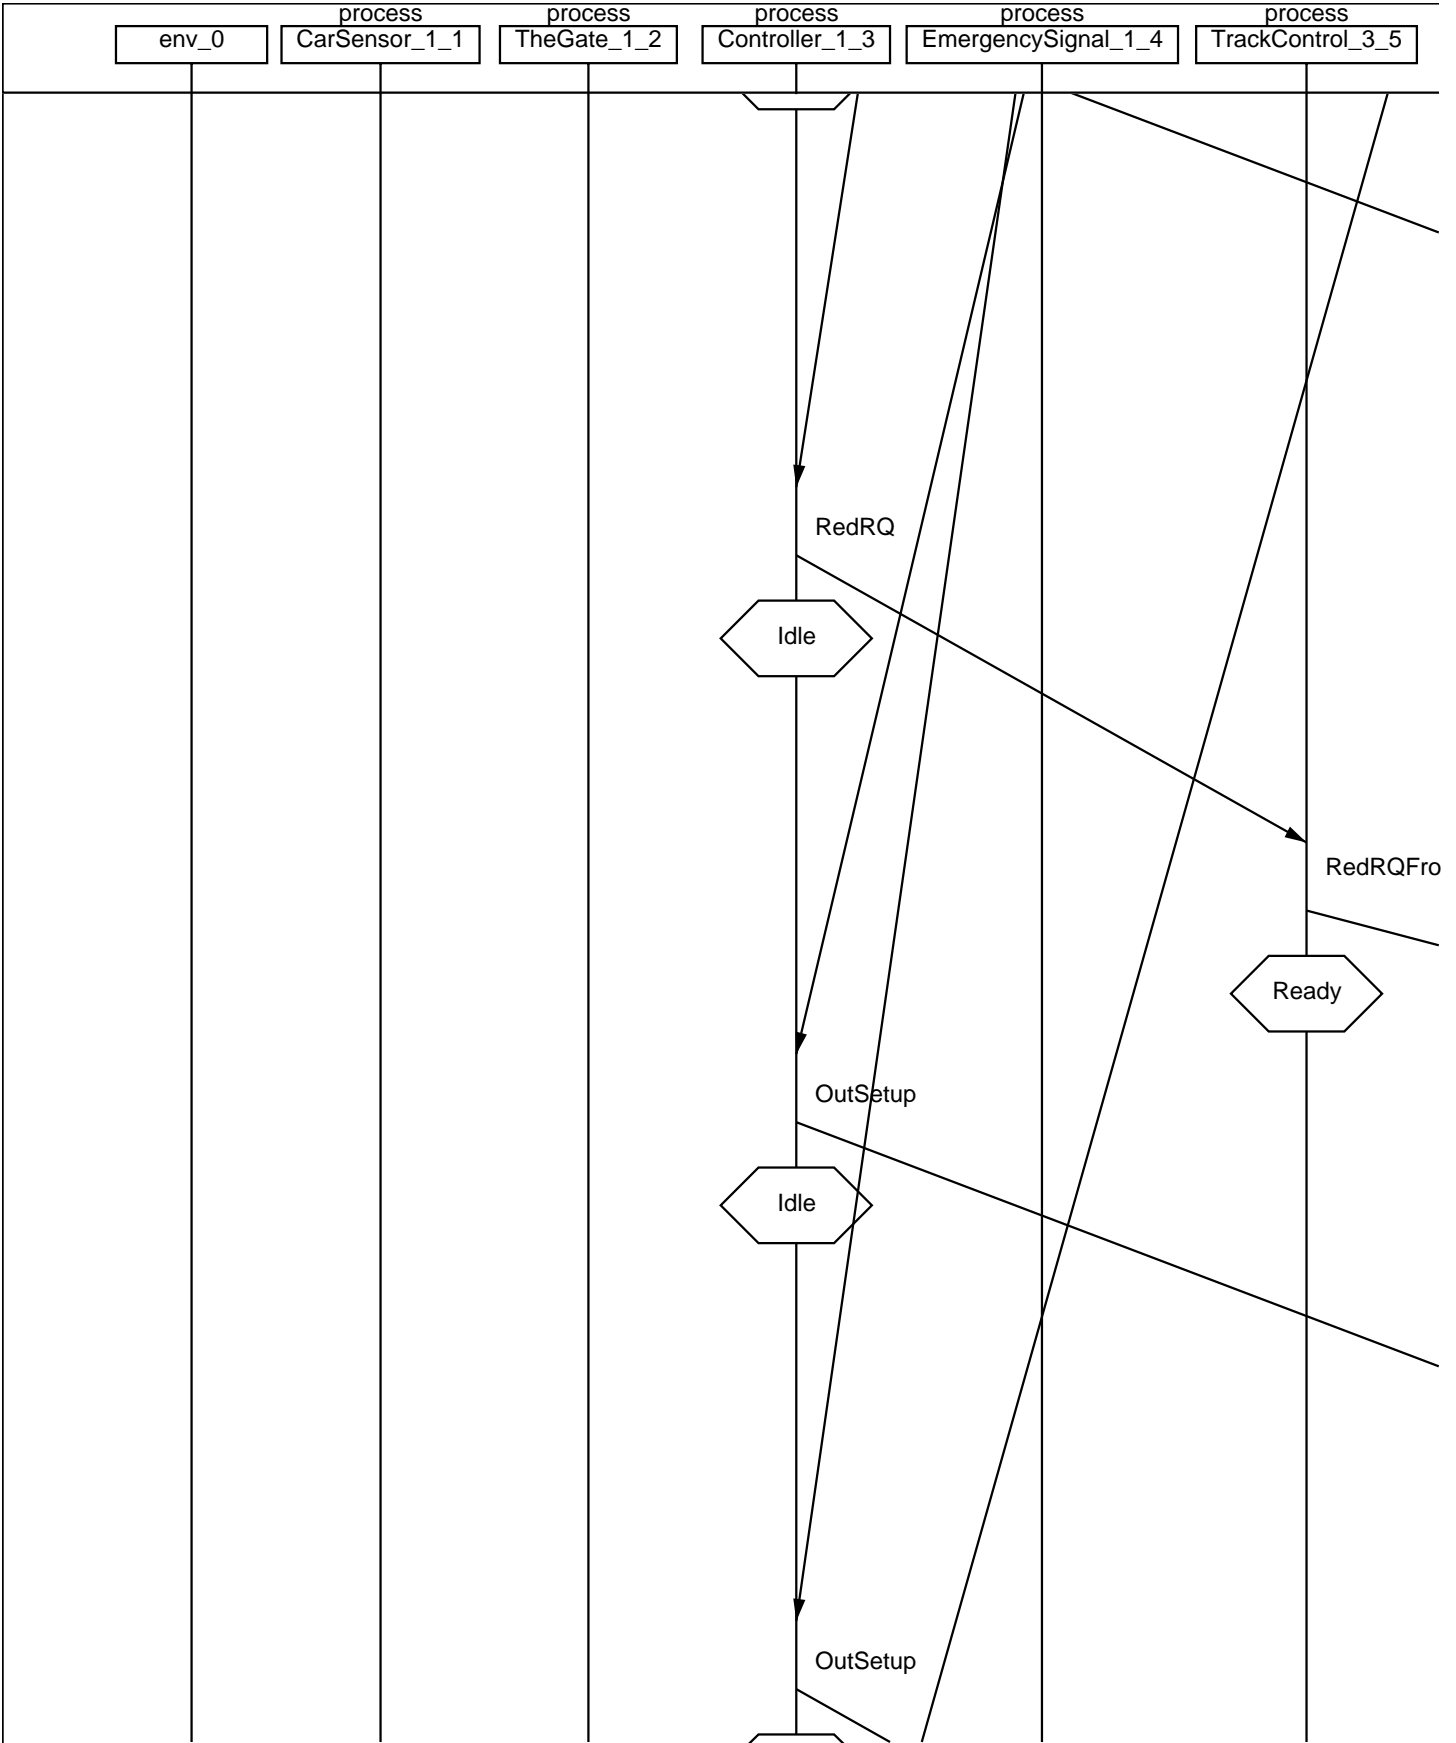 process process process process process
env_0 CarSensor_1_1 TheGate_1_2 Controller_1_3 EmergencySignal_1_4 TrackControl_3_5
RedRQ
Idle
RedRQFro
Ready
OutSetup
Idle
OutSetup